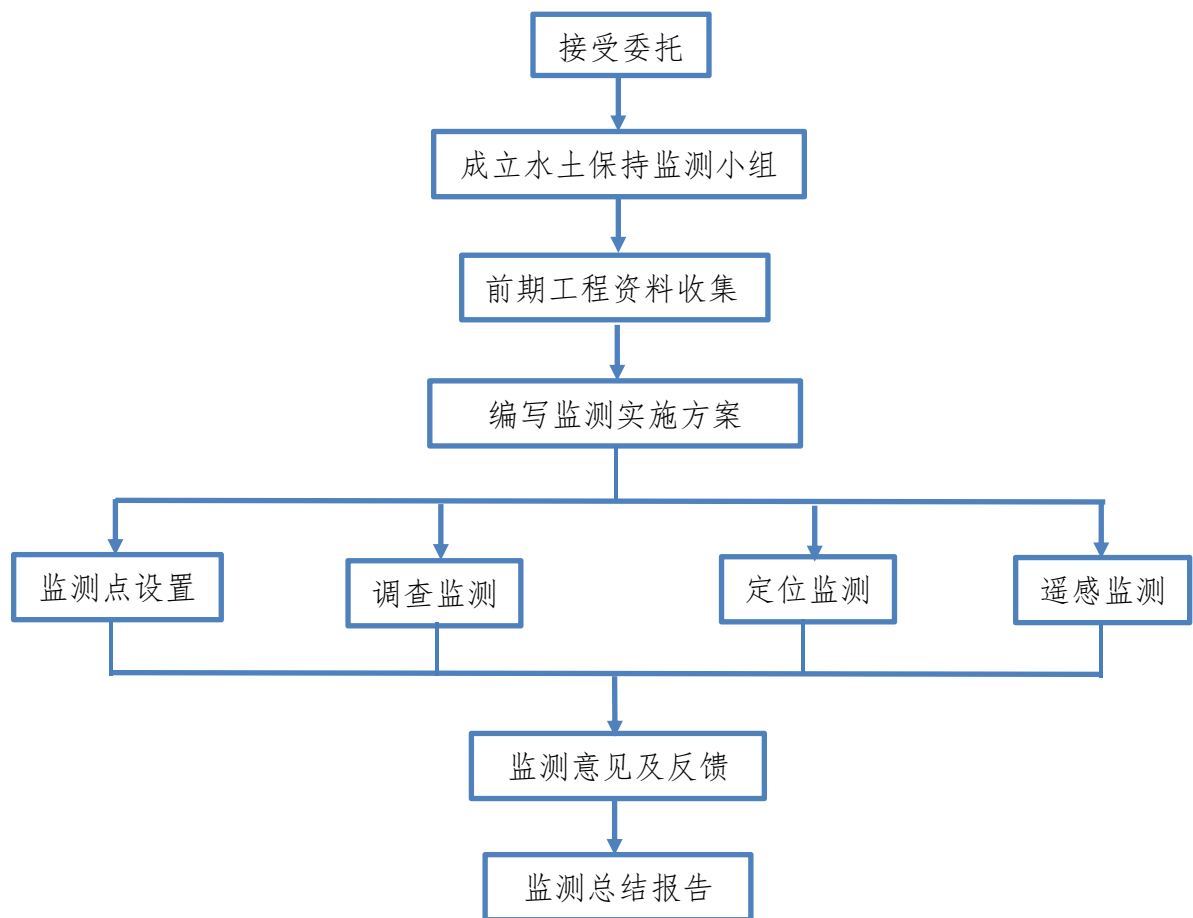 接受委托
成立水土保持监测小组
前期工程资料收集
编写监测实施方案
监测点设置
调查监测
定位监测
遥感监测
监测意见及反馈
监测总结报告